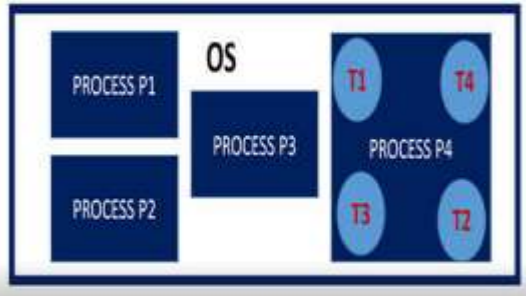 PROCESS P1
OS
PROCESS P2
PROCESS P3
T1
T4
PROCESS P4
T3
T2